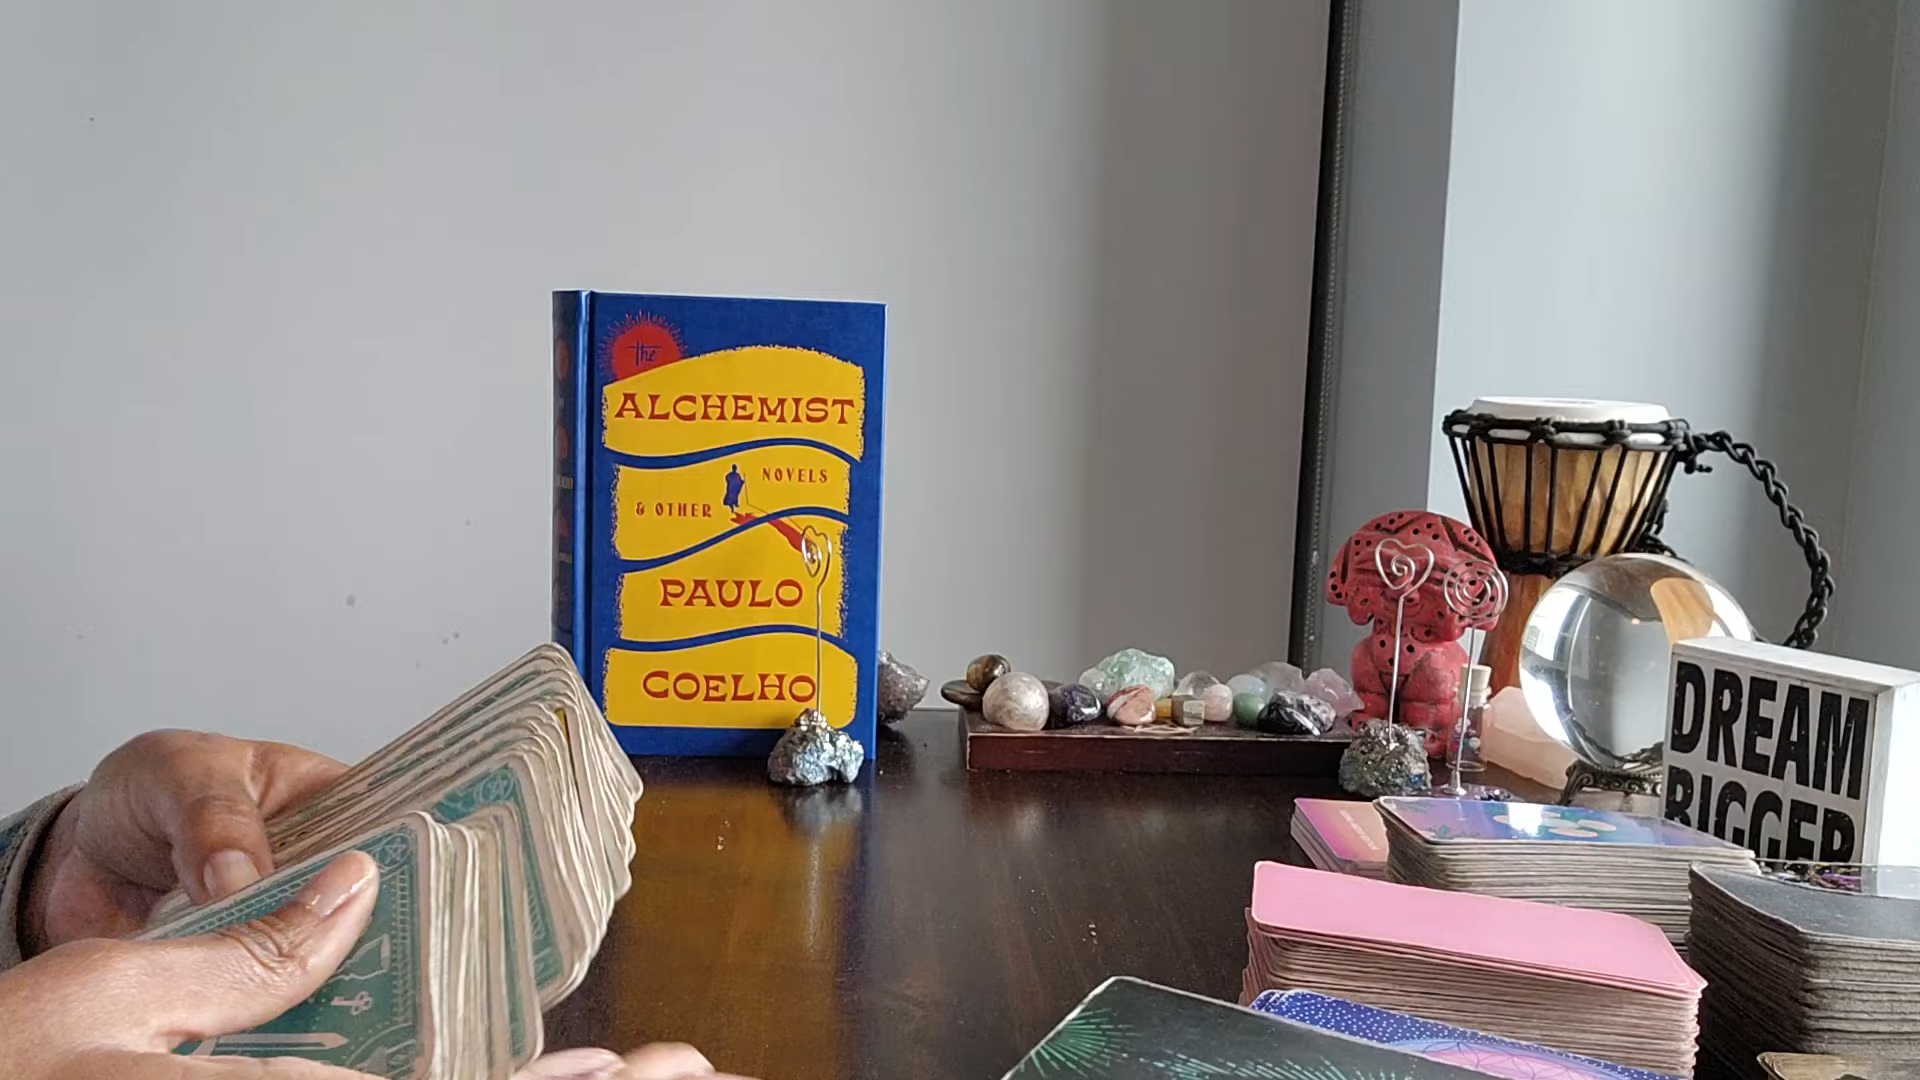 the
ALCHEMIST
NOVELS
& OTHER
PAULO
COELHO
DREAM
BIGGER